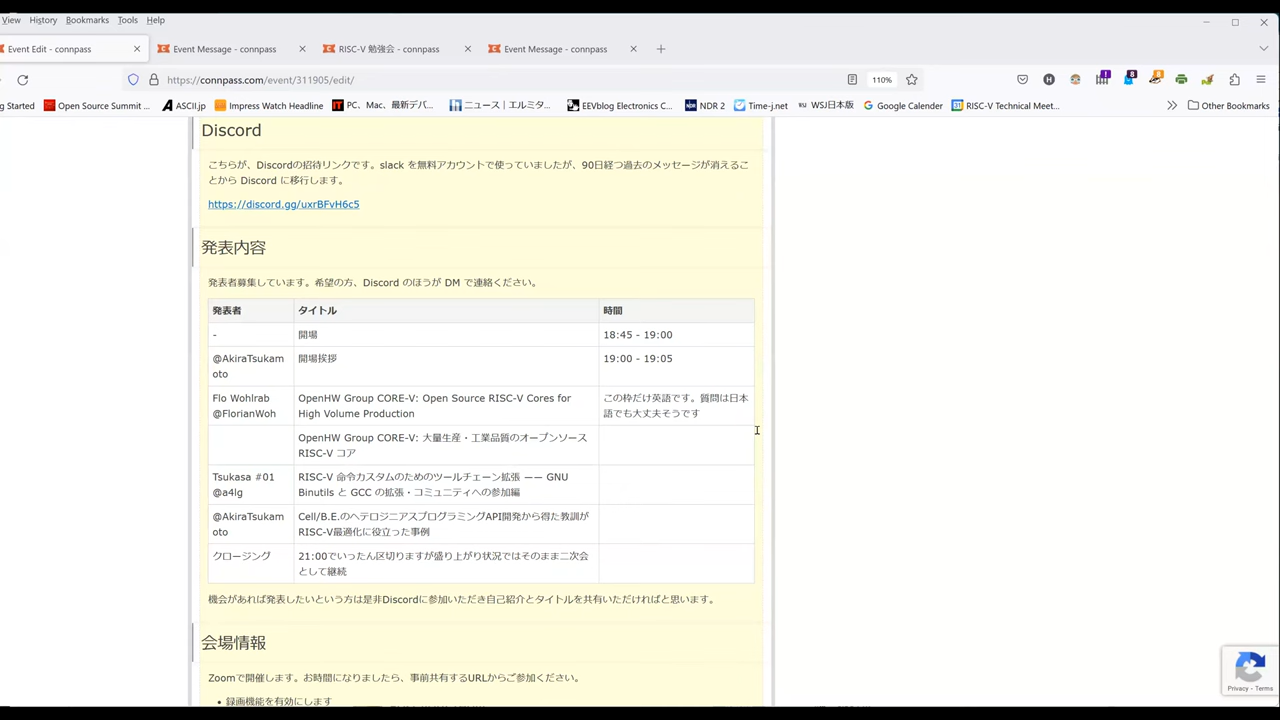 View History Bookmarks Tools Help
Event Edit - connpass Event Message - connpass RISC-V 勉強会 - connpass Event Message - connpass
https://connpass.com/event/311905/edit/ 110%
g Started Open Source Summit ... ASCII.jp Impress Watch Headline PC、Mac、最新デバ... ニュース | エルミタ... EEVblog Electronics C... NDR 2 Time-j.net WSJ日本版 Google Calendar RISC-V Technical Meet... Other Bookmarks
Discord
こちらが、Discordの招待リンクです。slack を無料アカウントで使っていましたが、90日経つ過去のメッセージが消えるこ
とから Discord に移行します。
https://discord.gg/uxrBFvH6c5
発表内容
発表者募集しています。希望の方、Discord のほうが DM で連絡ください。
発表者 タイトル 時間
- 開場 18:45 - 19:00
@AkiraTsukam 開場挨拶 19:00 - 19:05
oto
Flo Wohlrab OpenHW Group CORE-V: Open Source RISC-V Cores for この枠だけ英語です。質問は日本
@FlorianWoh High Volume Production 語でも大丈夫そうです
OpenHW Group CORE-V: 大量生産・工業品質のオープンソース
RISC-V コア
Tsukasa #01 RISC-V 命令カスタムのためのツールチェーン拡張 —— GNU
@a4lg Binutils と GCC の拡張・コミュニティへの参加編
@AkiraTsukam Cell/B.E.のヘテロジニアスプログラミングAPI開発から得た教訓が
oto RISC-V最適化に役立った事例
クロージング 21:00でいったん区切りますが盛り上がり状況ではそのまま二次会
として継続
機会があれば発表したいという方は是非Discordに参加いただき自己紹介とタイトルを共有いただければと思います。
会場情報
Zoomで開催します。お時間になりましたら、事前共有するURLからご参加ください。
• 録画機能を有効にします
Privacy - Terms